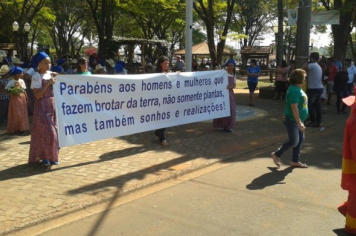 Parabéns aos homens e mulheres que
fazem brotar da terra, não somente plantas,
mas também sonhos e realizações!